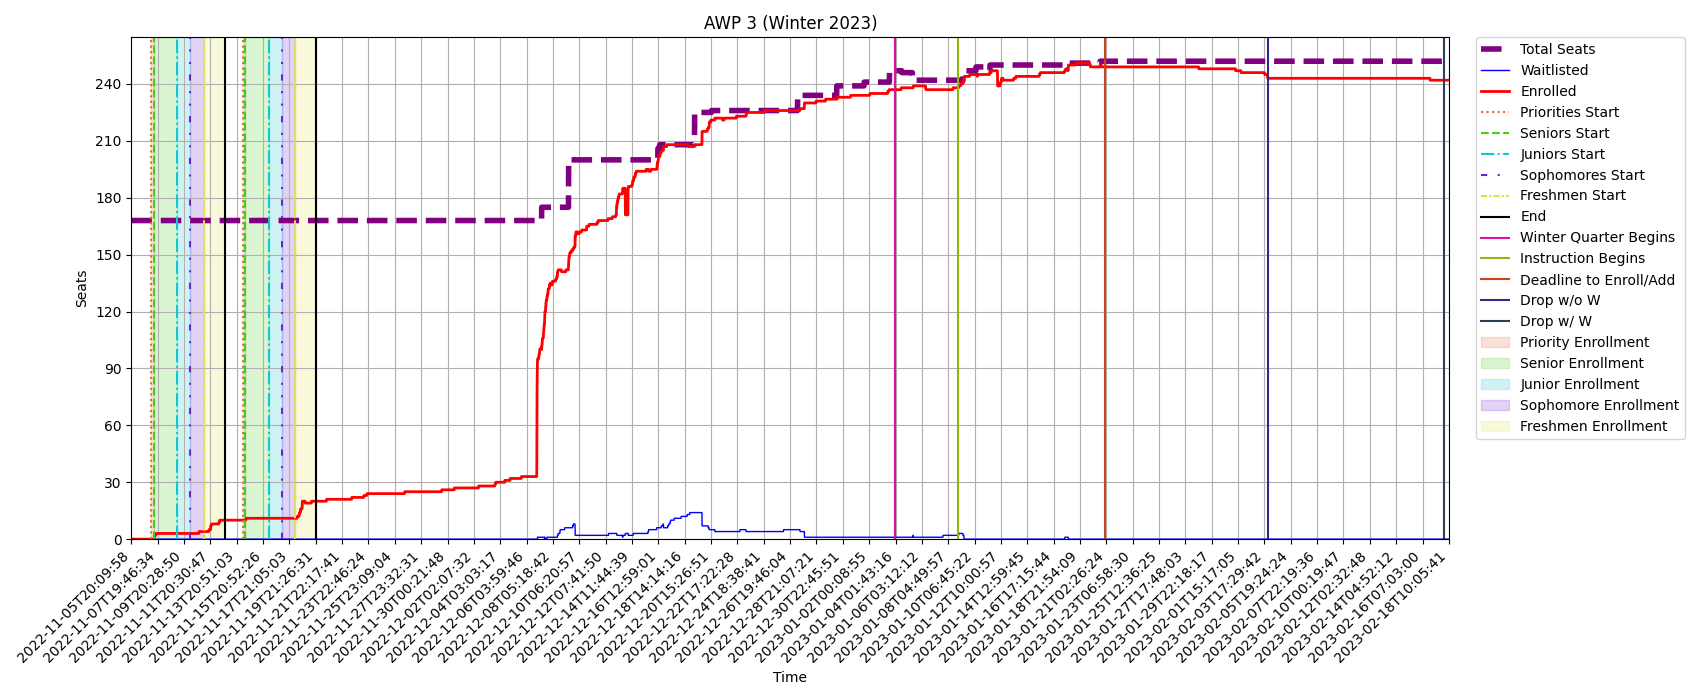 AWP 3 (Winter 2023)
Seats
240
210
180
150
120
90
60
30
0
2022-11-05T20:09:58
2022-11-07T19:46:34
2022-11-09T20:28:50
2022-11-11T20:30:47
2022-11-13T20:51:03
2022-11-15T20:52:26
2022-11-17T21:05:03
2022-11-19T21:26:31
2022-11-21T22:17:41
2022-11-23T22:46:24
2022-11-25T23:09:04
2022-11-27T23:32:31
2022-11-30T00:21:48
2022-12-02T02:07:32
2022-12-04T03:03:17
2022-12-06T03:59:46
2022-12-08T05:18:42
2022-12-10T06:20:57
2022-12-12T07:41:50
2022-12-14T11:44:39
2022-12-16T12:59:01
2022-12-18T14:14:16
2022-12-20T15:26:51
2022-12-22T17:22:28
2022-12-24T18:38:41
2022-12-26T19:46:04
2022-12-28T21:07:21
2022-12-30T22:45:51
2023-01-02T00:08:55
2023-01-04T01:43:16
2023-01-06T03:12:12
2023-01-08T04:49:57
2023-01-10T06:45:22
2023-01-12T10:00:57
2023-01-14T12:59:45
2023-01-16T17:15:44
2023-01-18T21:54:09
2023-01-21T02:26:24
2023-01-23T06:58:30
2023-01-25T12:36:25
2023-01-27T17:48:03
2023-01-29T22:18:17
2023-02-01T15:17:05
2023-02-03T17:29:42
2023-02-05T19:24:24
2023-02-07T22:19:36
2023-02-10T00:19:47
2023-02-12T02:32:48
2023-02-14T04:52:12
2023-02-16T07:03:00
2023-02-18T10:05:41
Time
Total Seats
Waitlisted
Enrolled
Priorities Start
Seniors Start
Juniors Start
Sophomores Start
Freshmen Start
End
Winter Quarter Begins
Instruction Begins
Deadline to Enroll/Add
Drop w/o W
Drop w/ W
Priority Enrollment
Senior Enrollment
Junior Enrollment
Sophomore Enrollment
Freshmen Enrollment